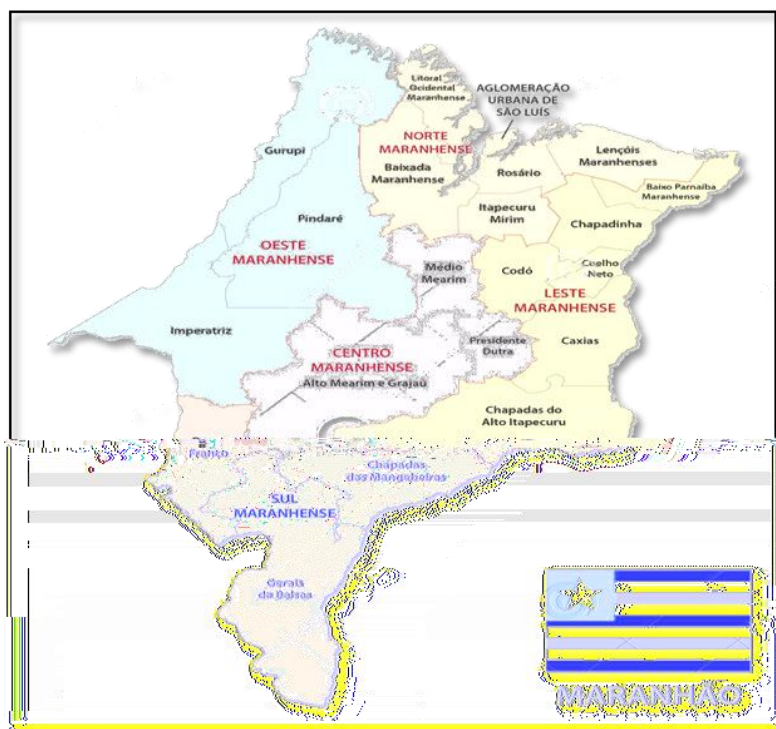 Litoral
Ocidental
Maranhense
AGLOMERAÇÃO
URBANA DE
SÃO LUÍS
NORTE
MARANHENSE
Gurupi
Baixada
Maranhense
Rosário
Lençóis
Maranhenses
Baixo Parnaíba
Maranhense
Itapecuru
Mirim
Chapadinha
Pindaré
OESTE
MARANHENSE
Médio
Mearim
Codó
Coelho
Neto
LESTE
MARANHENSE
Imperatriz
Presidente
Dutra
Caxias
CENTRO
MARANHENSE
Alto Mearim e Grajaú
Chapadas do
Alto Itapecuru
Franco
Chapadas
das Mangabeiras
SUL
MARANHENSE
Gerais
de Balsas
MARANHÃO